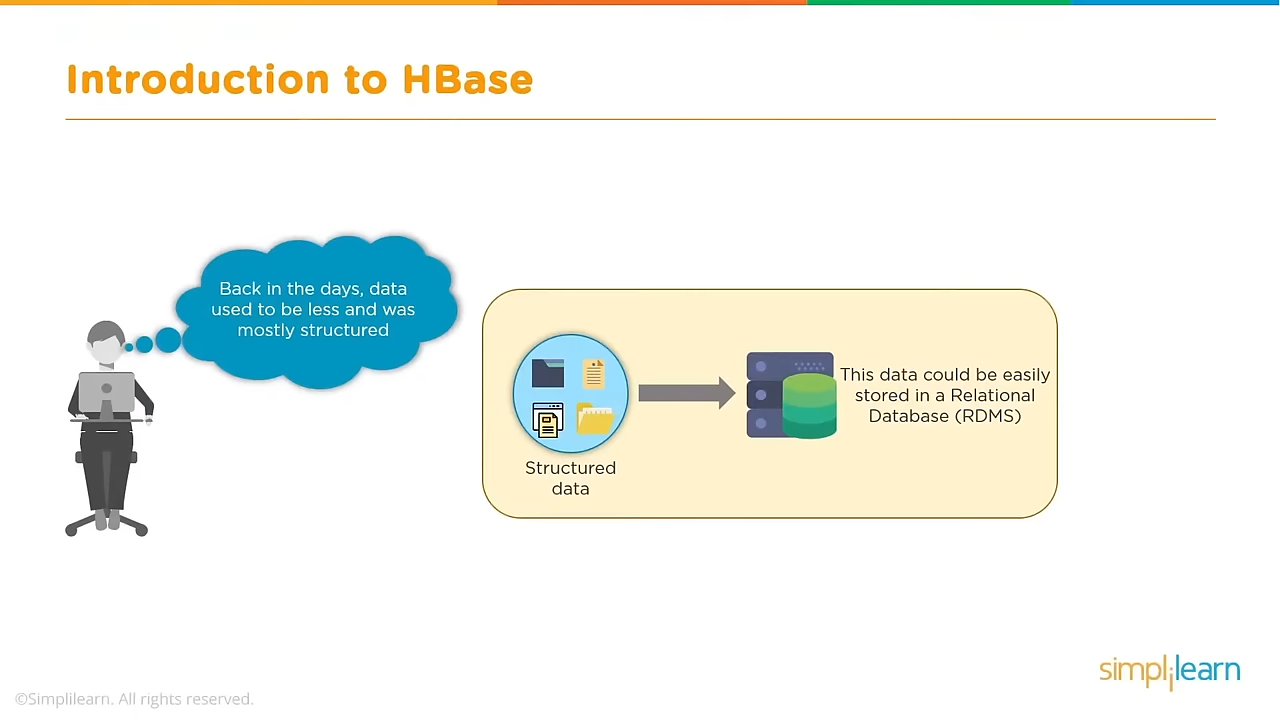 Introduction to HBase
Back in the days, data
used to be less and was
mostly structured
This data could be easily
stored in a Relational
Database (RDMS)
Structured
data
simplilearn
©Simplilearn. All rights reserved.